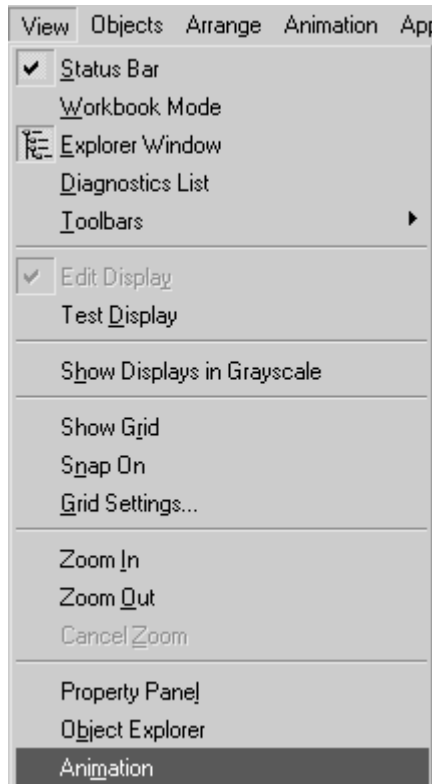 View Objects Arrange Animation App
Status Bar
Workbook Mode
Explorer Window
Diagnostics List
Toolbars
Edit Display
Test Display
Show Displays in Grayscale
Show Grid
Snap On
Grid Settings...
Zoom In
Zoom Out
Cancel Zoom
Property Panel
Object Explorer
Animation